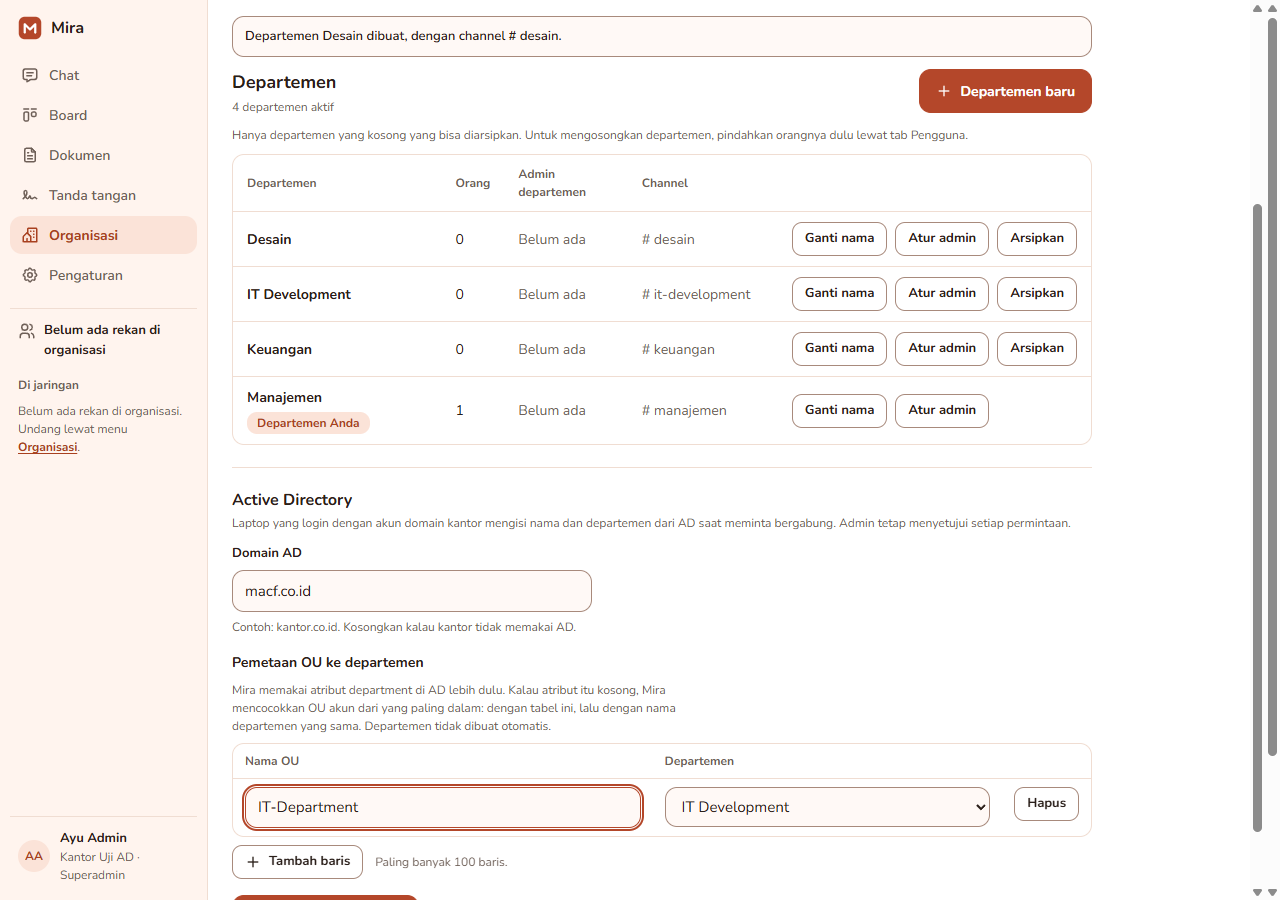 Mira
Chat
Board
Dokumen
Tanda tangan
Organisasi
Pengaturan
Belum ada rekan di
organisasi
Di jaringan
Belum ada rekan di organisasi.
Undang lewat menu
Organisasi.
AA
Ayu Admin
Kantor Uji AD ·
Superadmin
Departemen Desain dibuat, dengan channel # desain.
Departemen
4 departemen aktif
+ Departemen baru
Hanya departemen yang kosong yang bisa diarsipkan. Untuk mengosongkan departemen, pindahkan orangnya dulu lewat tab Pengguna.
Departemen Orang Admin departemen Channel
Desain 0 Belum ada # desain Ganti nama Atur admin Arsipkan
IT Development 0 Belum ada # it-development Ganti nama Atur admin Arsipkan
Keuangan 0 Belum ada # keuangan Ganti nama Atur admin Arsipkan
Manajemen
Departemen Anda
1 Belum ada # manajemen Ganti nama Atur admin
Active Directory
Laptop yang login dengan akun domain kantor mengisi nama dan departemen dari AD saat meminta bergabung. Admin tetap menyetujui setiap permintaan.
Domain AD
macf.co.id
Contoh: kantor.co.id. Kosongkan kalau kantor tidak memakai AD.
Pemetaan OU ke departemen
Mira memakai atribut department di AD lebih dulu. Kalau atribut itu kosong, Mira
mencocokkan OU akun dari yang paling dalam: dengan tabel ini, lalu dengan nama
departemen yang sama. Departemen tidak dibuat otomatis.
Nama OU Departemen
IT-Department IT Development Hapus
+ Tambah baris Paling banyak 100 baris.